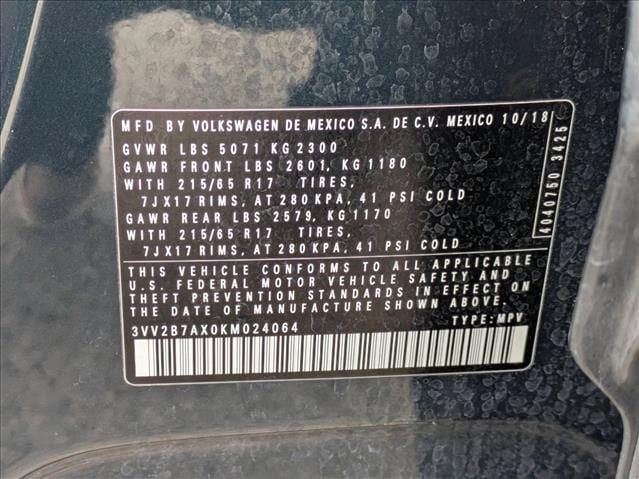 MFD BY VOLKSWAGEN DE MEXICO S.A. DE C.V. MEXICO 10/18
GVWR LBS 5071 KG 2300
GAWR FRONT LBS 2601, KG 1180
WITH 215/65 R17 TIRES,
7JX17 RIMS, AT 280 KPA, 41 PSI COLD
GAWR REAR LBS 2579, KG 1170
WITH 215/65 R17 TIRES,
7JX17 RIMS, AT 280 KPA, 41 PSI COLD
THIS VEHICLE CONFORMS TO ALL APPLICABLE
U.S. FEDERAL MOTOR VEHICLE SAFETY AND
THEFT PREVENTION STANDARDS IN EFFECT ON
THE DATE OF MANUFACTURE SHOWN ABOVE.
3VV2B7AX0KM024064 TYPE: MPV
4040750 3425